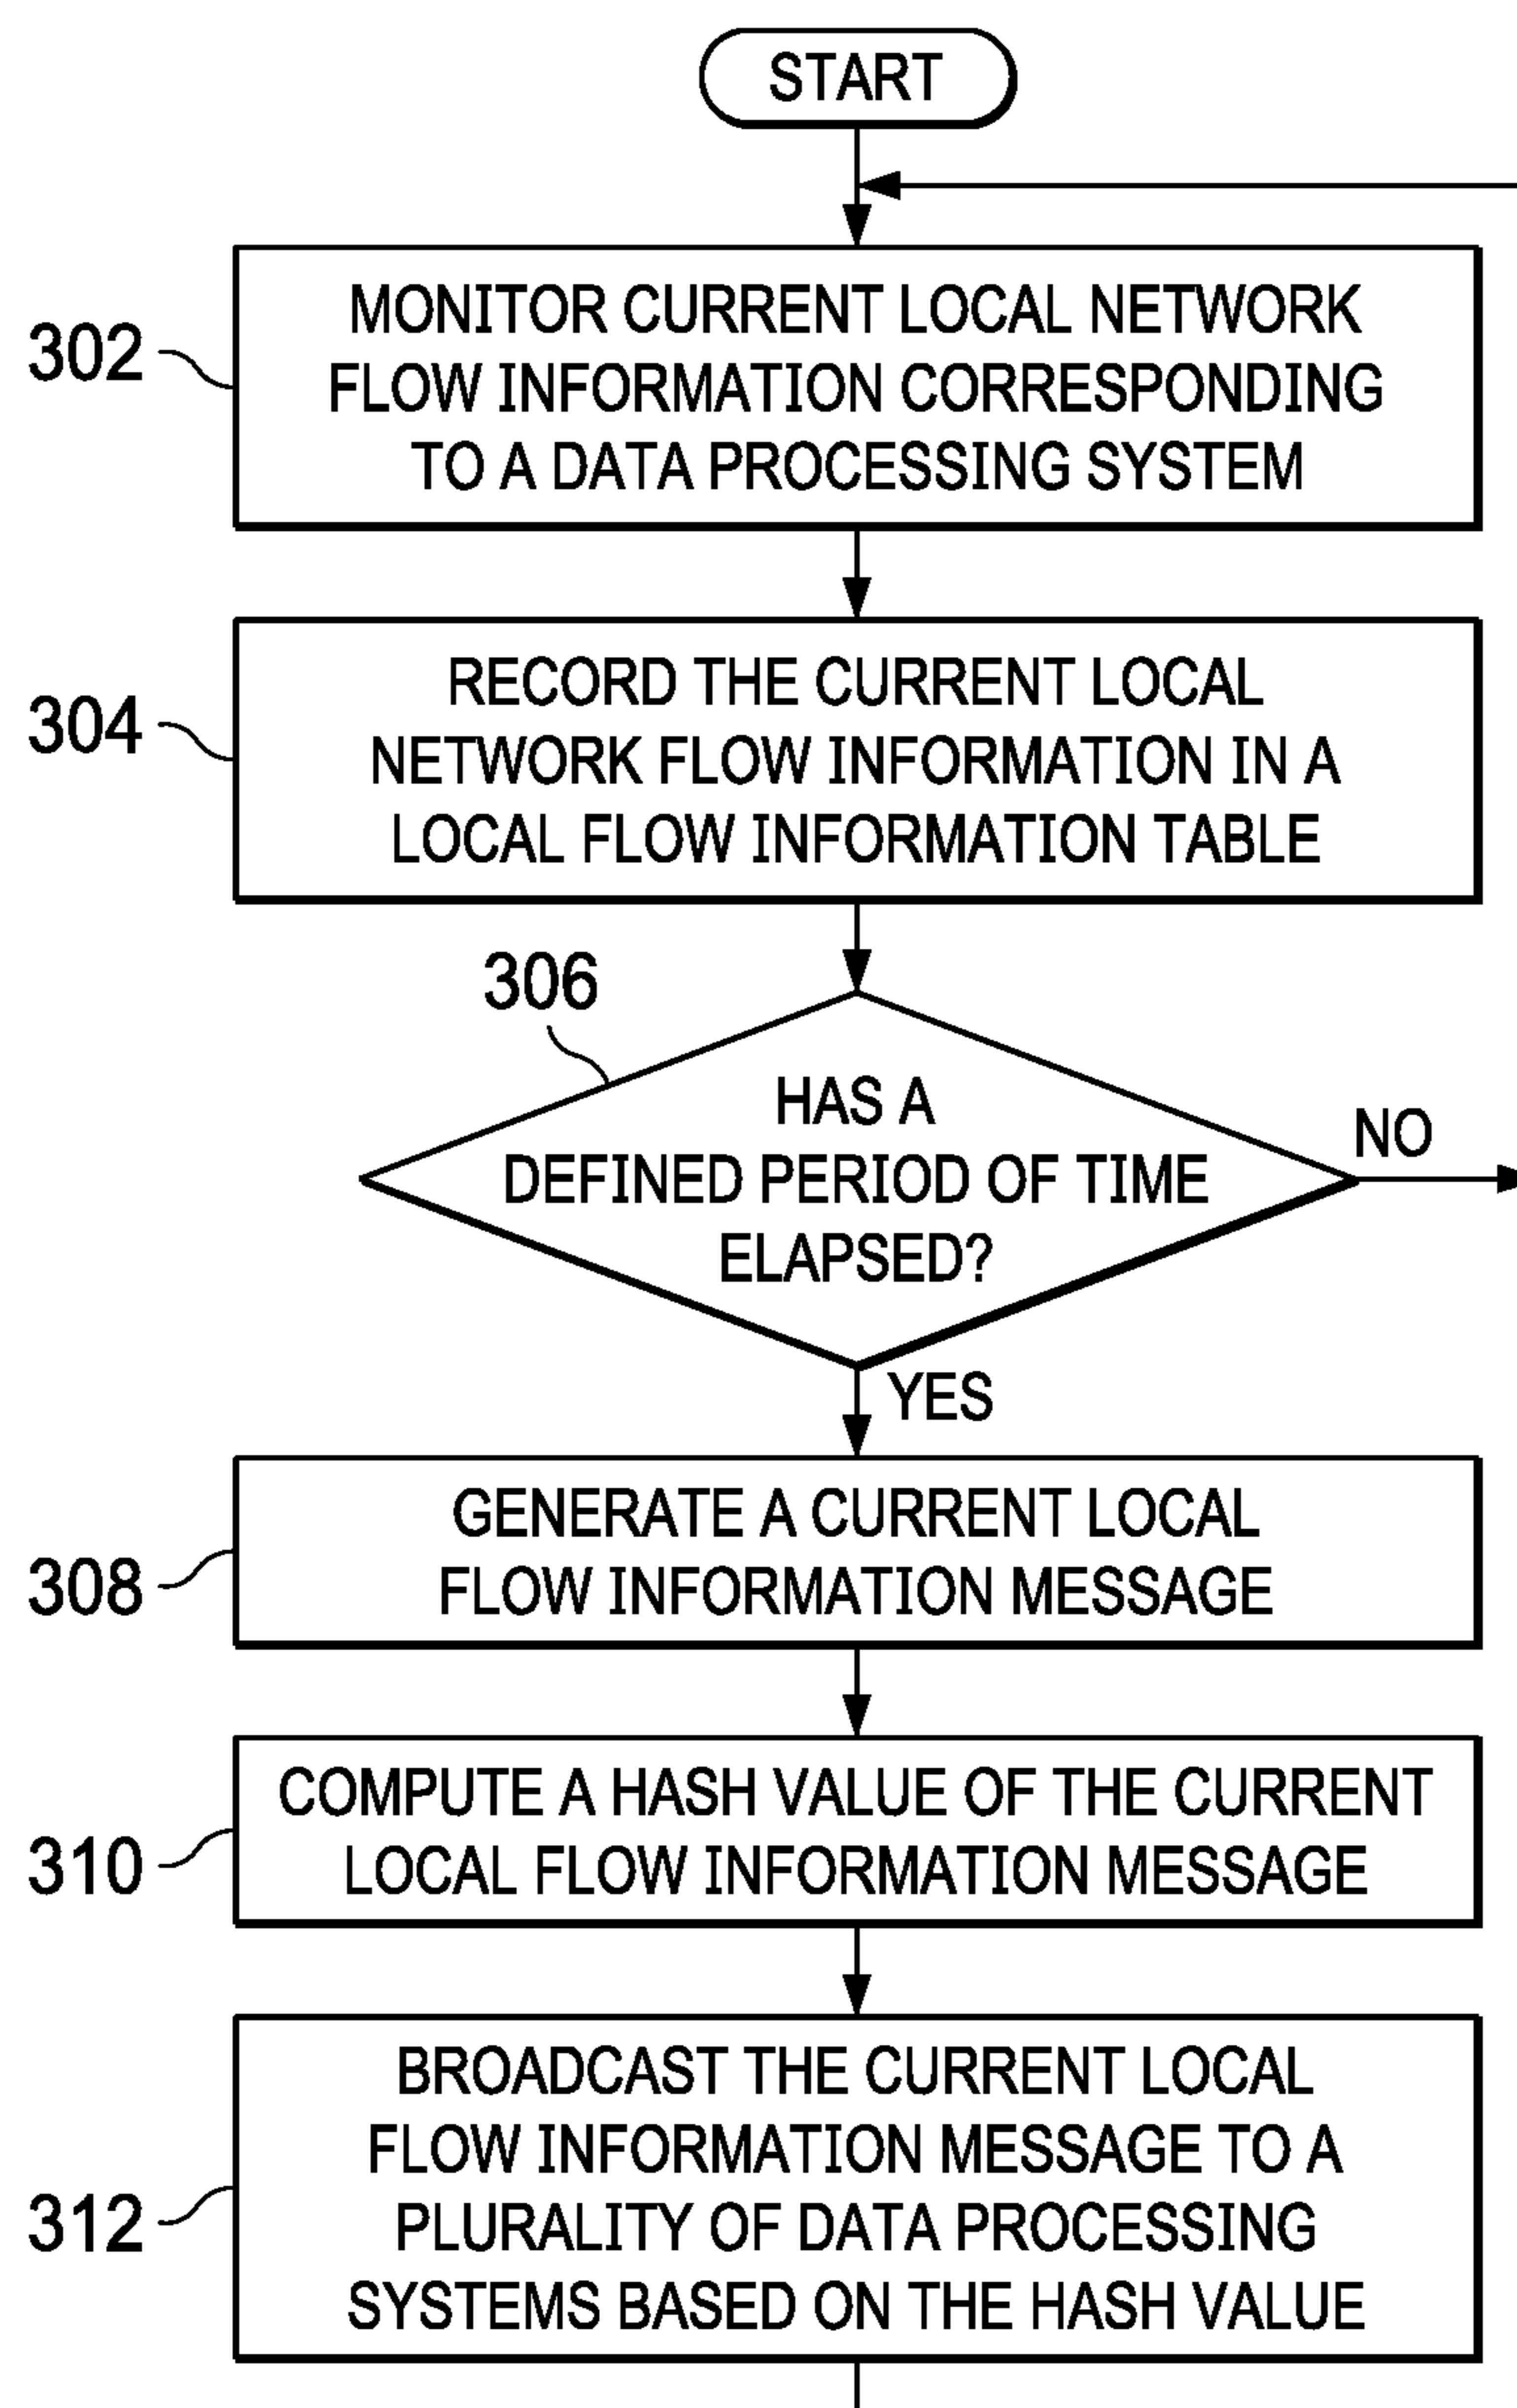 START
302
MONITOR CURRENT LOCAL NETWORK
FLOW INFORMATION CORRESPONDING
TO A DATA PROCESSING SYSTEM
304
RECORD THE CURRENT LOCAL
NETWORK FLOW INFORMATION IN A
LOCAL FLOW INFORMATION TABLE
306
HAS A
DEFINED PERIOD OF TIME
ELAPSED?
NO
YES
308
GENERATE A CURRENT LOCAL
FLOW INFORMATION MESSAGE
310
COMPUTE A HASH VALUE OF THE CURRENT
LOCAL FLOW INFORMATION MESSAGE
312
BROADCAST THE CURRENT LOCAL
FLOW INFORMATION MESSAGE TO A
PLURALITY OF DATA PROCESSING
SYSTEMS BASED ON THE HASH VALUE